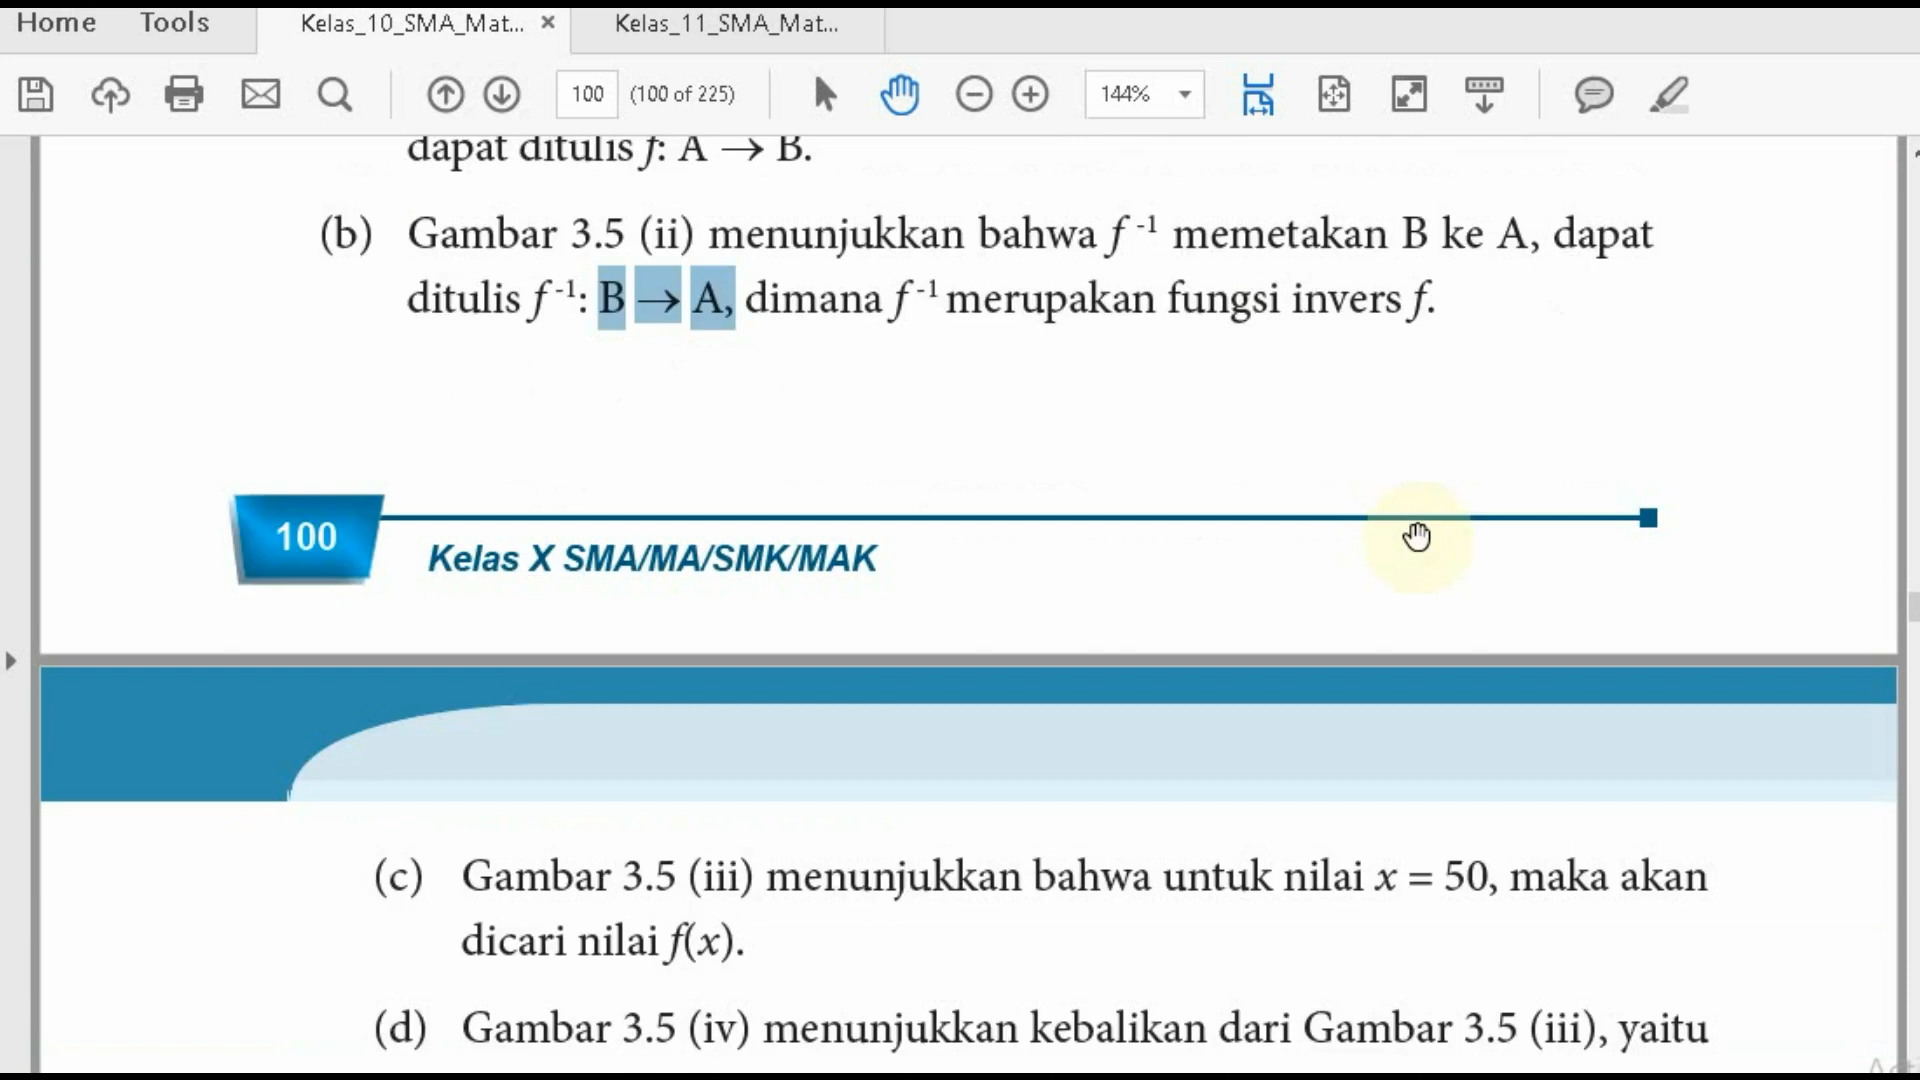 Home Tools Kelas_10_SMA_Mat... × Kelas_11_SMA_Mat...
100 (100 of 225) 144%
dapat ditulis f: A → B.
(b) Gambar 3.5 (ii) menunjukkan bahwa f -1 memetakan B ke A, dapat
ditulis f -1: B → A, dimana f -1 merupakan fungsi invers f.
100
Kelas X SMA/MA/SMK/MAK
(c) Gambar 3.5 (iii) menunjukkan bahwa untuk nilai x = 50, maka akan
dicari nilai f(x).
(d) Gambar 3.5 (iv) menunjukkan kebalikan dari Gambar 3.5 (iii), yaitu